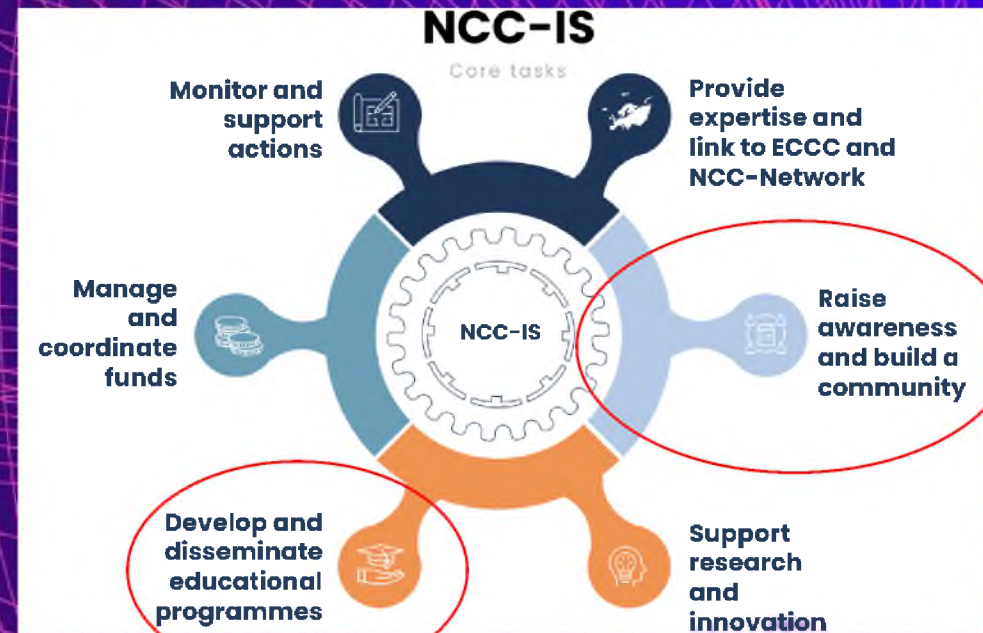 NCC-IS
Core tasks
Monitor and
support
actions
Provide
expertise and
link to ECCC and
NCC-Network
Manage
and
coordinate
funds
NCC-IS
Raise
awareness
and build a
community
Develop and
disseminate
educational
programmes
Support
research
and
innovation